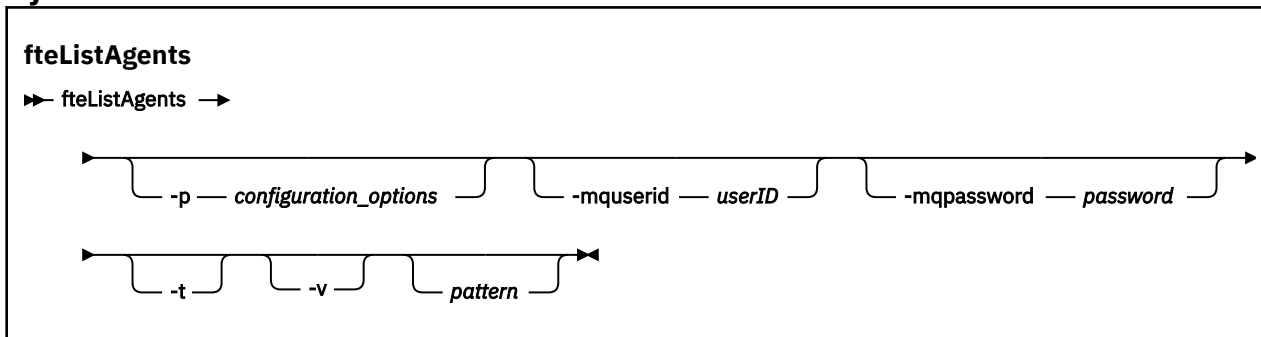 fteListAgents
fteListAgents
-p configuration_options -mquserid userID -mqpassword password
-t -v pattern